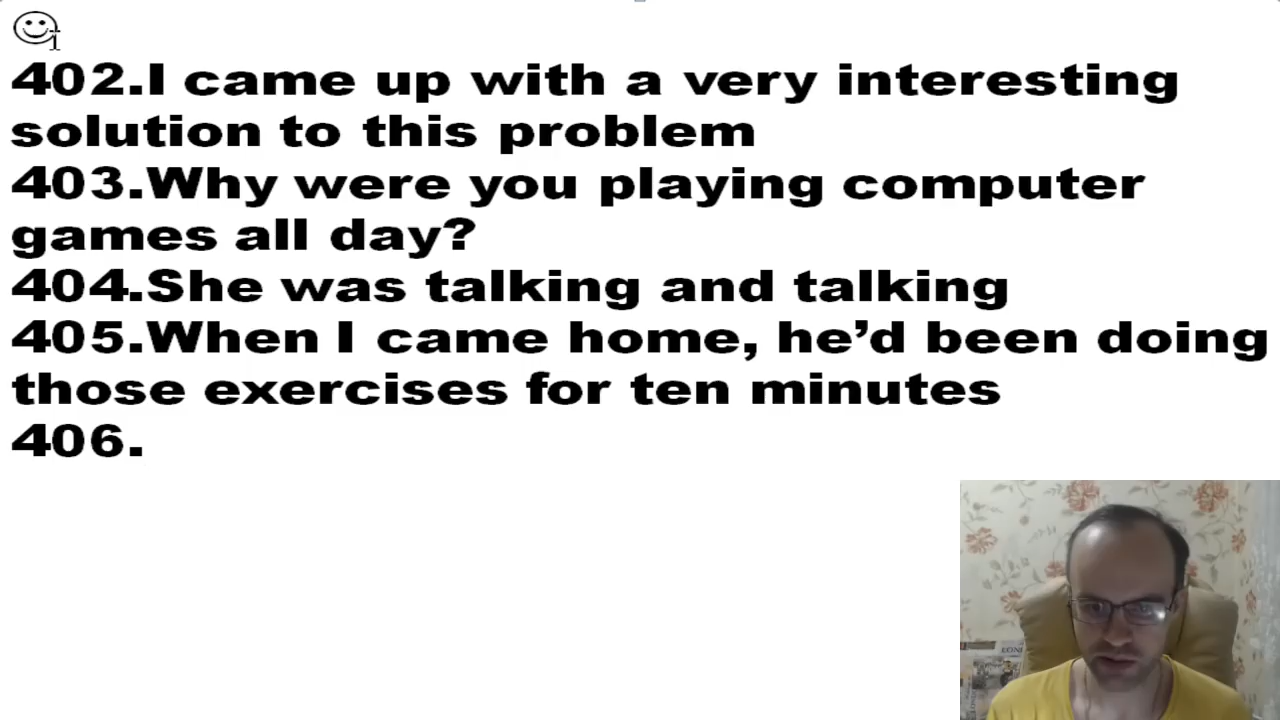 402.I came up with a very interesting
solution to this problem
403.Why were you playing computer
games all day?
404.She was talking and talking
405.When I came home, he’d been doing
those exercises for ten minutes
406.